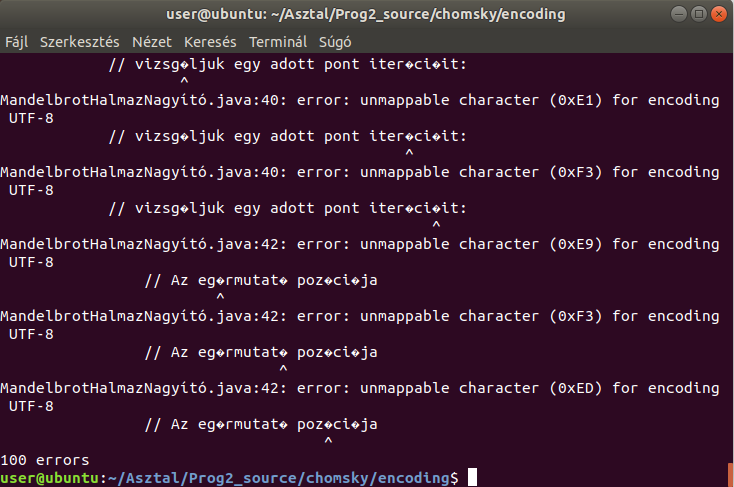 user@ubuntu: ~/Asztal/Prog2_source/chomsky/encoding
Fájl Szerkesztés Nézet Keresés Terminál Súgó
// vizsg�ljuk egy adott pont iter�ci�it:
^
MandelbrotHalmazNagyító.java:40: error: unmappable character (0xE1) for encoding
UTF-8
// vizsg�ljuk egy adott pont iter�ci�it:
^
MandelbrotHalmazNagyító.java:40: error: unmappable character (0xF3) for encoding
UTF-8
// vizsg�ljuk egy adott pont iter�ci�it:
^
MandelbrotHalmazNagyító.java:42: error: unmappable character (0xE9) for encoding
UTF-8
// Az eg�rmutat� poz�ci�ja
^
MandelbrotHalmazNagyító.java:42: error: unmappable character (0xF3) for encoding
UTF-8
// Az eg�rmutat� poz�ci�ja
^
MandelbrotHalmazNagyító.java:42: error: unmappable character (0xED) for encoding
UTF-8
// Az eg�rmutat� poz�ci�ja
^
100 errors
user@ubuntu:~/Asztal/Prog2_source/chomsky/encoding$